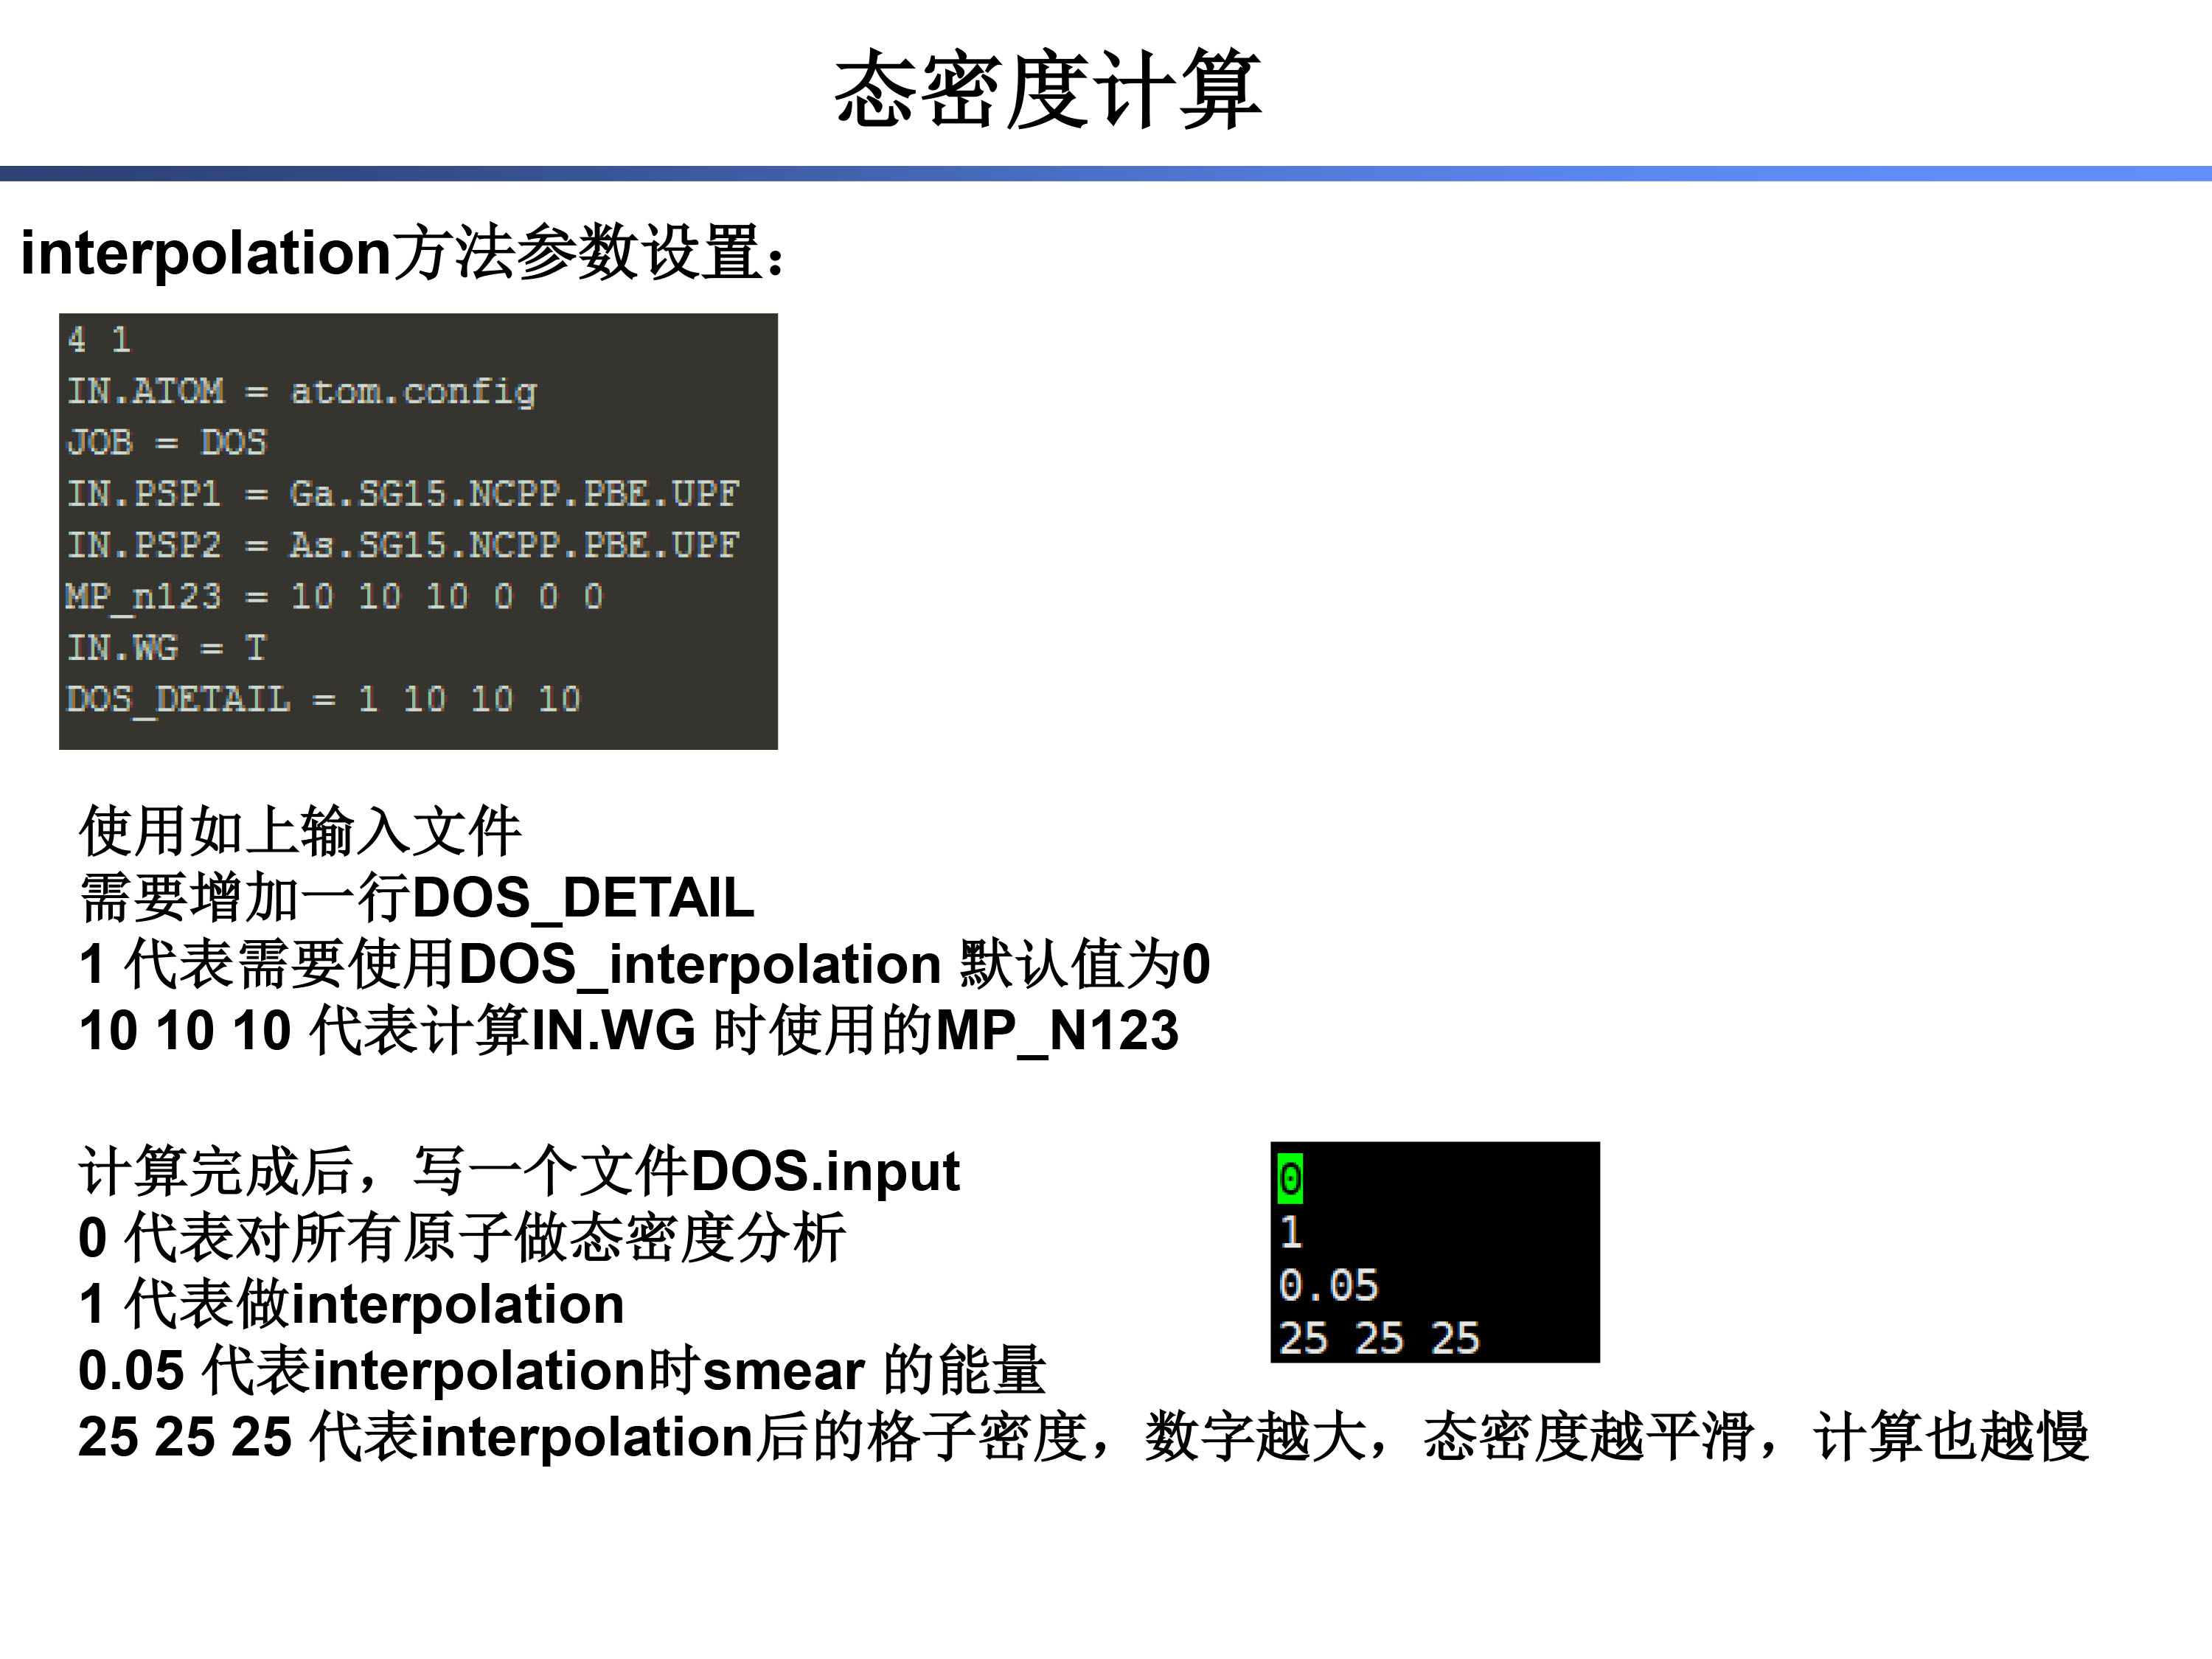 态密度计算
interpolation方法参数设置：
4 1
IN.ATOM = atom.config
JOB = DOS
IN.PSP1 = Ga.SG15.NCPP.PBE.UPF
IN.PSP2 = As.SG15.NCPP.PBE.UPF
MP_n123 = 10 10 10 0 0 0
IN.WG = T
DOS_DETAIL = 1 10 10 10
使用如上输入文件
需要增加一行DOS_DETAIL
1 代表需要使用DOS_interpolation 默认值为0
10 10 10 代表计算IN.WG 时使用的MP_N123
计算完成后，写一个文件DOS.input
0 代表对所有原子做态密度分析
1 代表做interpolation
0.05 代表interpolation时smear 的能量
25 25 25 代表interpolation后的格子密度，数字越大，态密度越平滑，计算也越慢
0
1
0.05
25 25 25